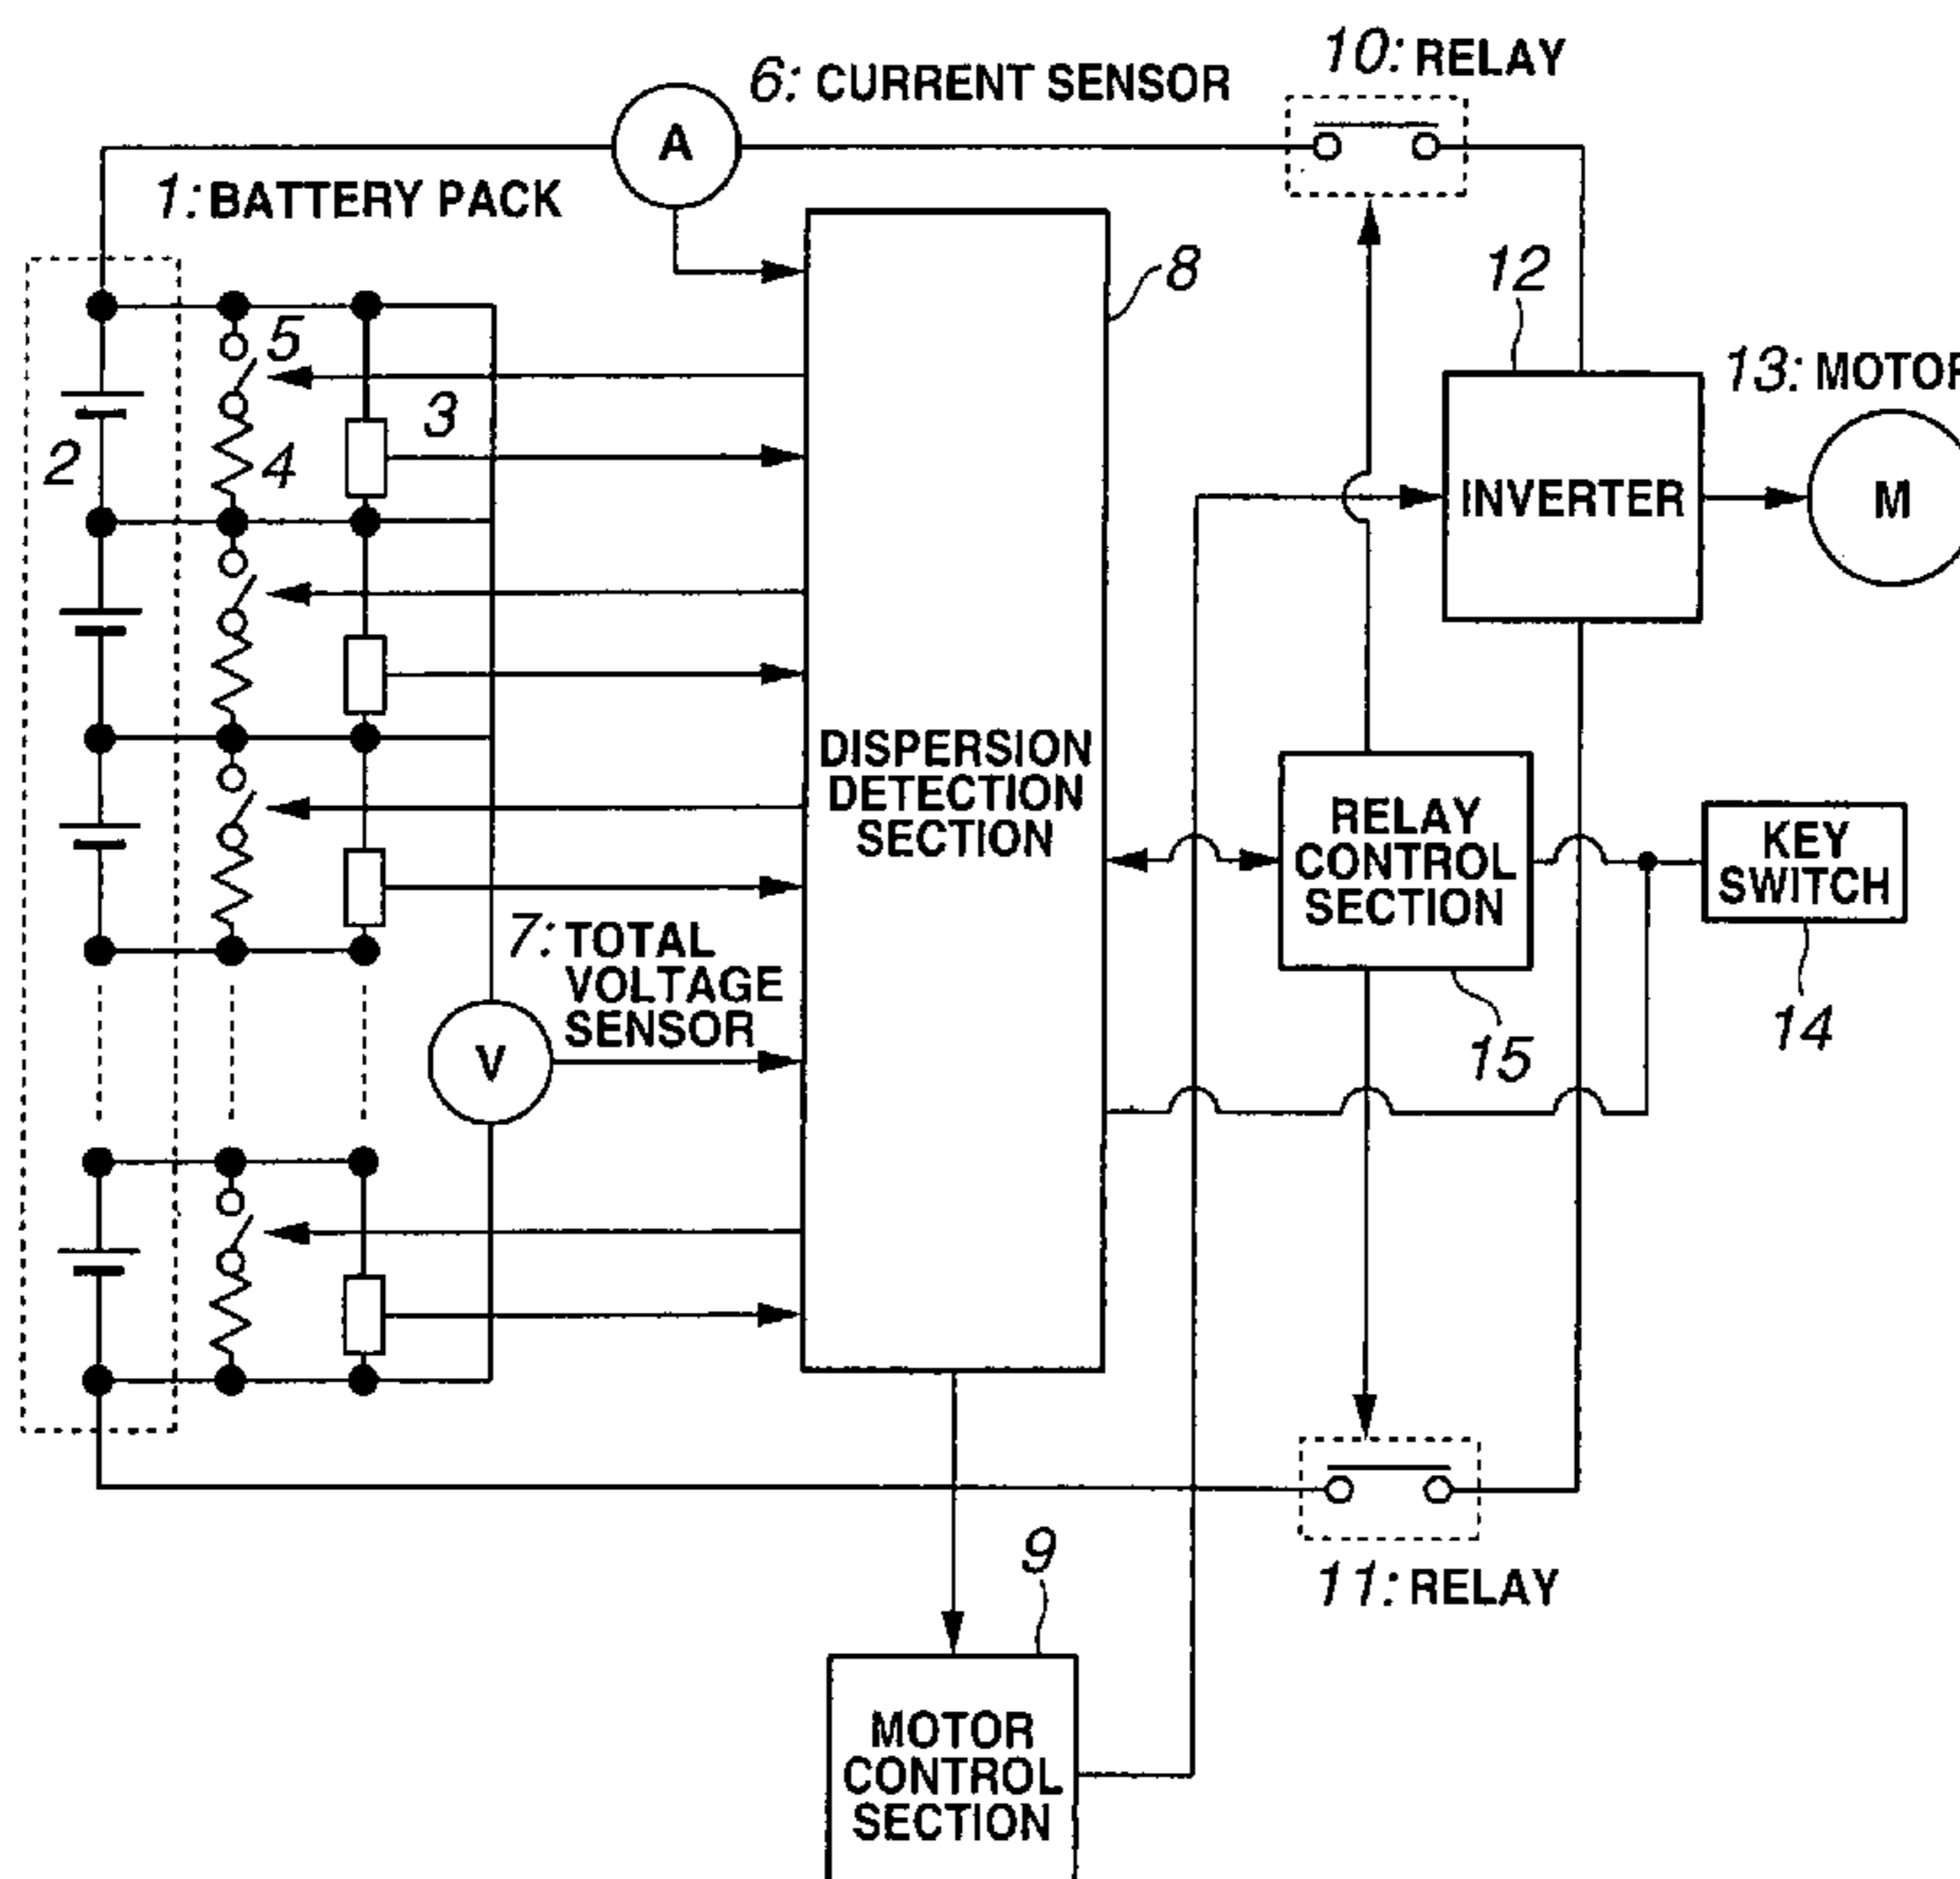 10: RELAY
6: CURRENT SENSOR
A
1: BATTERY PACK
8
12
5
13: MOTOR
3
2
4
INVERTER
M
DISPERSION
DETECTION
SECTION
RELAY
CONTROL
SECTION
KEY
SWITCH
7: TOTAL
VOLTAGE
SENSOR
V
15
14
9
11: RELAY
MOTOR
CONTROL
SECTION